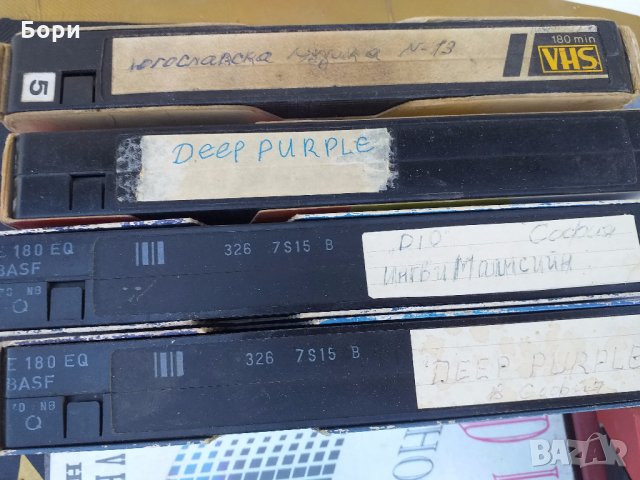 Бори
югославска музика N-13
180 min
VHS
5
DEEP PURPLE
E 180 EQ
BASF
326 7S15 B
DIO София
Ингви Малмсийн
E 180 EQ
BASF
326 7S15 B
DEEP PURPLE
в София
BAZAR